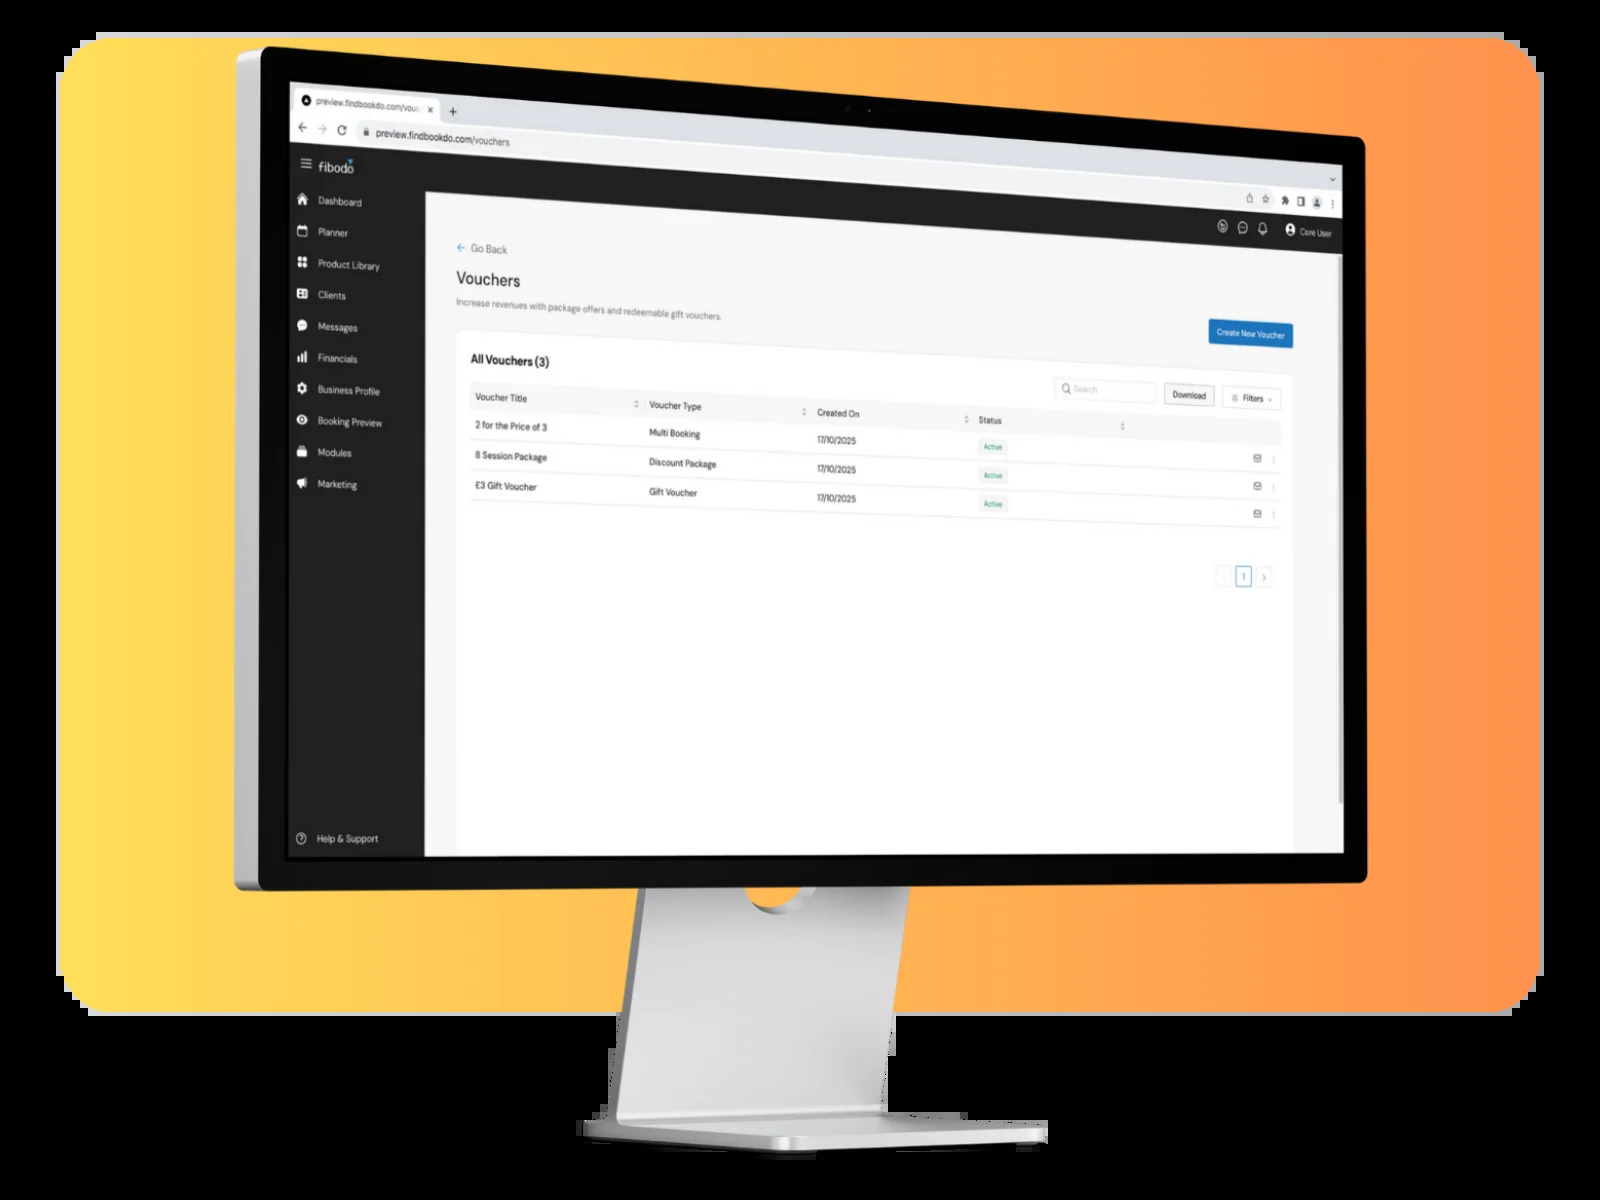 preview.findbookdo.com/vouc
preview.findbookdo.com/vouchers
fibodo
Core User
Dashboard
Planner
Product Library
Clients
Messages
Financials
Business Profile
Booking Preview
Modules
Marketing
Help & Support
Go Back
Vouchers
Increase revenues with package offers and redeemable gift vouchers.
Create New Voucher
All Vouchers (3)
Search
Download
Filters
Voucher Title Voucher Type Created On Status
2 for the Price of 3 Multi Booking 17/10/2025 Active
8 Session Package Discount Package 17/10/2025 Active
£3 Gift Voucher Gift Voucher 17/10/2025 Active
1